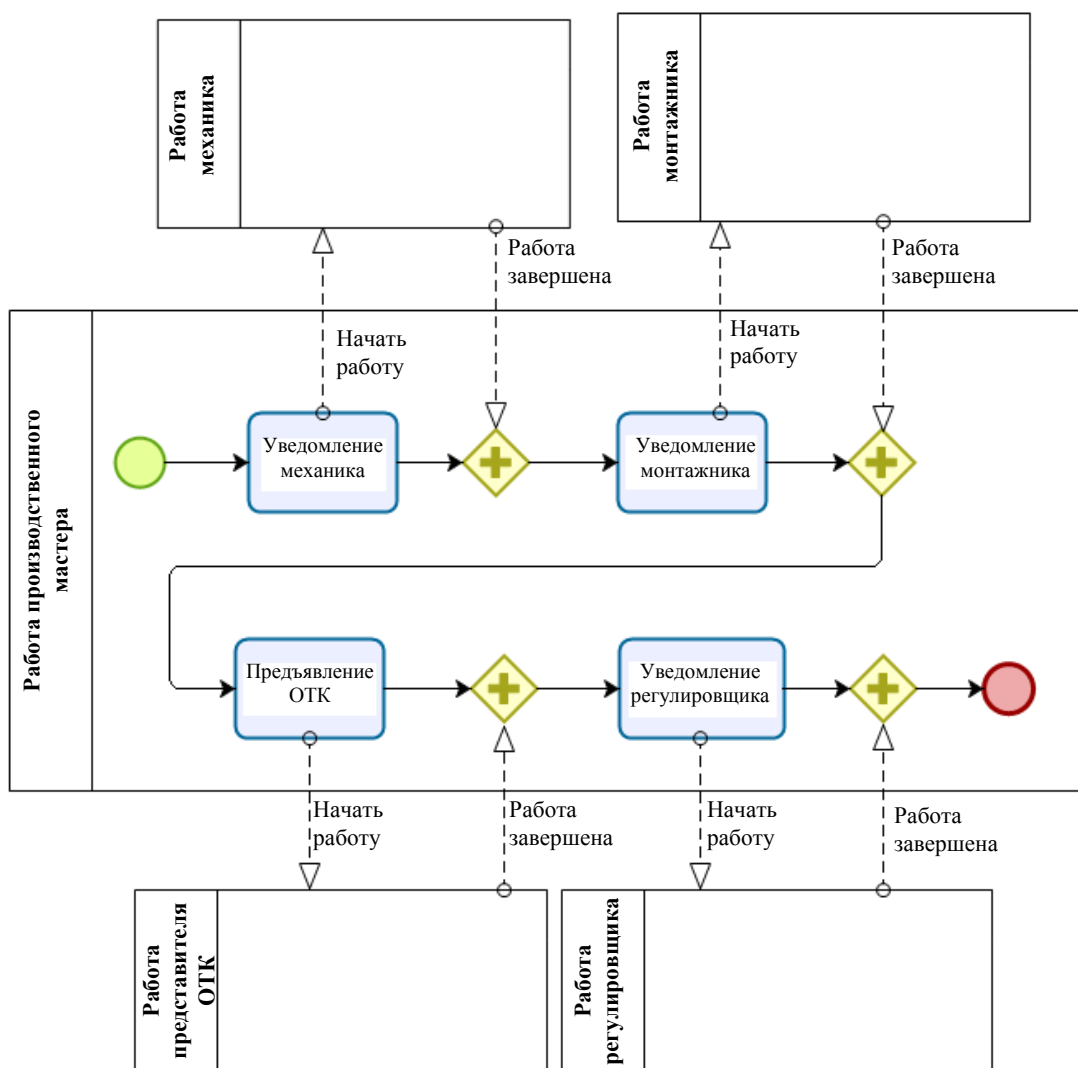 Работа
механика
Работа
монтажника
Работа
завершена
Работа
завершена
Начать
работу
Начать
работу
Работа производственного
мастера
Уведомление
механика
Уведомление
монтажника
Предъявление
ОТК
Уведомление
регулировщика
Начать
работу
Работа
завершена
Начать
работу
Работа
завершена
Работа
представителя
ОТК
Работа
регулировщика